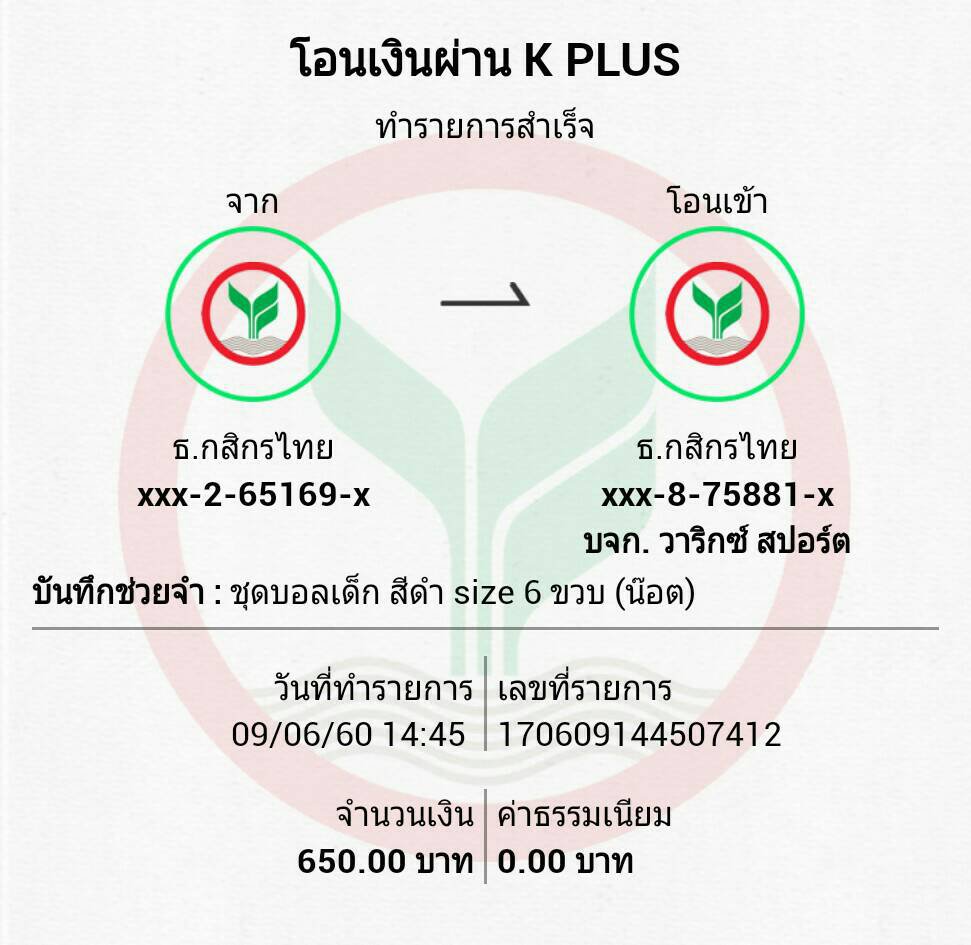 โอนเงินผ่าน K PLUS
ทำรายการสำเร็จ
จาก
โอนเข้า
ธ.กสิกรไทย
xxx-2-65169-x
ธ.กสิกรไทย
xxx-8-75881-x
บจก. วาริกซ์ สปอร์ต
บันทึกช่วยจำ : ชุดบอลเด็ก สีดำ size 6 ขวบ (น๊อต)
วันที่ทำรายการ
09/06/60 14:45
เลขที่รายการ
170609144507412
จำนวนเงิน
650.00 บาท
ค่าธรรมเนียม
0.00 บาท